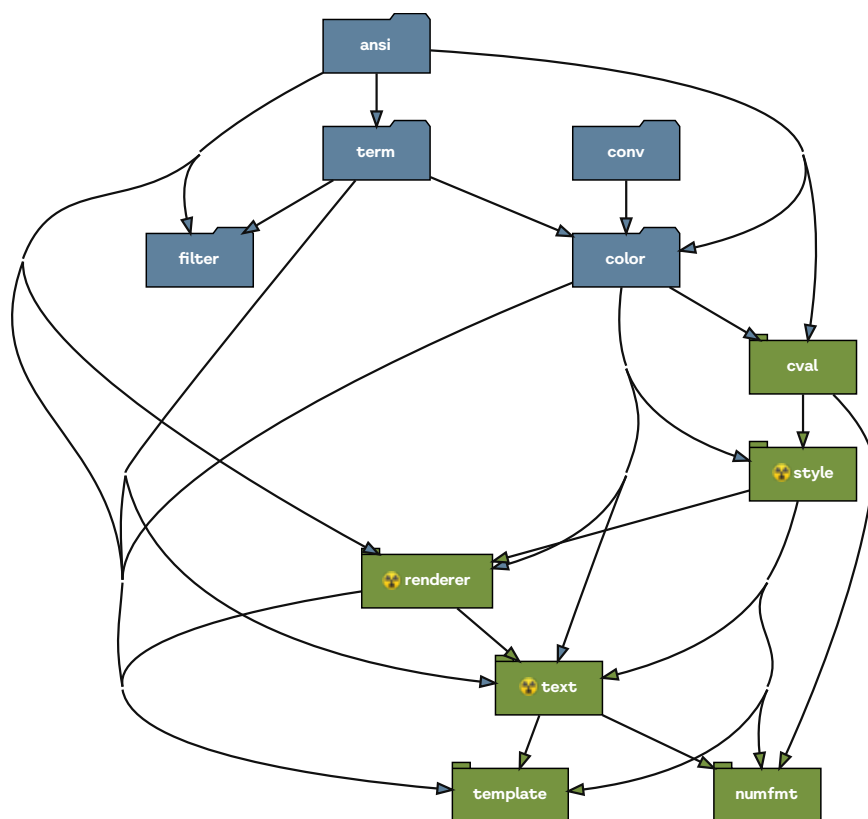 ansi
term
conv
filter
color
cval
style
renderer
text
template
numfmt